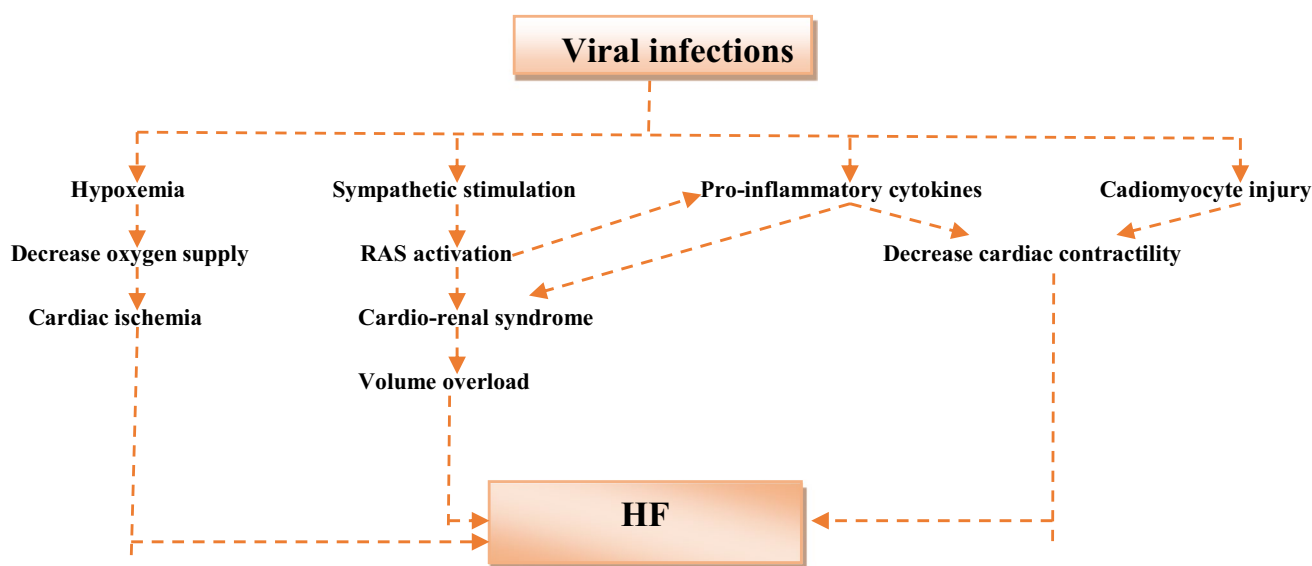 Viral infections
Hypoxemia
Sympathetic stimulation
Pro-inflammatory cytokines
Cadiomyocyte injury
Decrease oxygen supply
RAS activation
Decrease cardiac contractility
Cardiac ischemia
Cardio-renal syndrome
Volume overload
HF